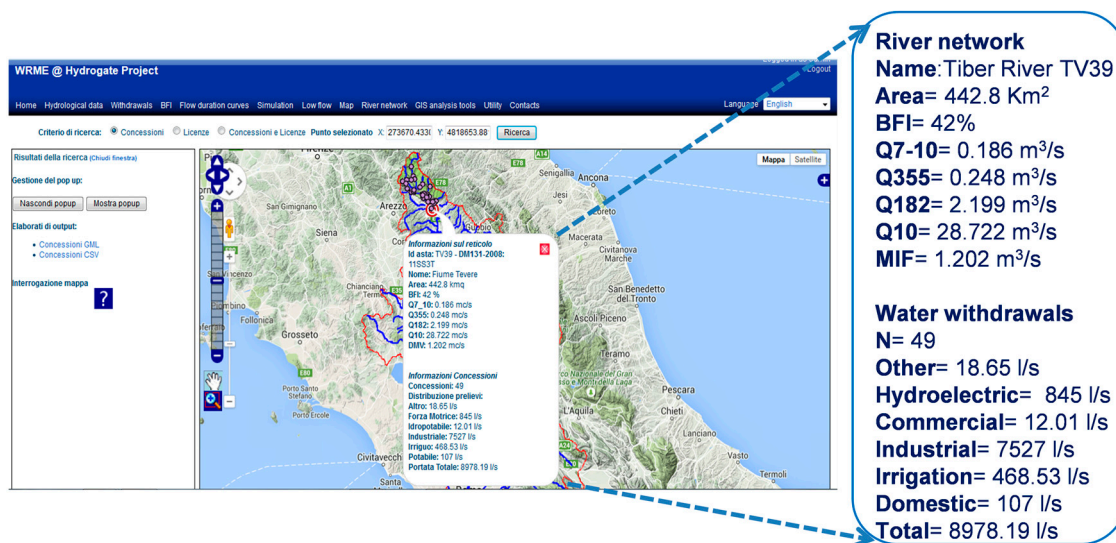 WRME @ Hydrogate Project
Logout
Home Hydrological data Withdrawals BFI Flow duration curves Simulation Low flow Map River network GIS analysis tools Utility Contacts
Language English
Criterio di ricerca: Concessioni Licenze Concessioni e Licenze Punto selezionato X: 273670.433 Y: 4818653.88 Ricerca
Risultati della ricerca (Chiudi finestra)
Gestione del pop up:
Nascondi popup Mostra popup
Elaborati di output:
Concessioni GML
Concessioni CSV
Interrogazione mappa
?
Mappa Satellite
Firenze
E78
A14
Senigallia
Ancona
A1
E78
Jesi
San Gimignano
Arezzo
Loreto
Siena
Gubbio
Macerata
Civitanova
Marche
San Vincenzo
Chianciano
E35
San Benedetto
del Tronto
Piombino
Follonica
Ascoli Piceno
Grosseto
Teramo
E80
Porto Santo
Stefano
Porto Ercole
Pescara
L'Aquila
Chieti
Lanciano
Vasto
Termoli
Civitavecch
Santa
A24
Informazioni sul reticolo
Id asta: TV39 - DM131-2008:
11SS3T
Nome: Fiume Tevere
Area: 442.8 kmq
BFI: 42 %
Q7_10: 0.186 mc/s
Q355: 0.248 mc/s
Q182: 2.199 mc/s
Q10: 28.722 mc/s
DMV: 1.202 mc/s
Informazioni Concessioni
Concessioni: 49
Distribuzione prelievi:
Altro: 18.65 l/s
Forza Motrice: 845 l/s
Idropotabile: 12.01 l/s
Industriale: 7527 l/s
Irriguo: 468.53 l/s
Potabile: 107 l/s
Portata Totale: 8978.19 l/s
River network
Name:Tiber River TV39
Area= 442.8 Km²
BFI= 42%
Q7-10= 0.186 m³/s
Q355= 0.248 m³/s
Q182= 2.199 m³/s
Q10= 28.722 m³/s
MIF= 1.202 m³/s
Water withdrawals
N= 49
Other= 18.65 l/s
Hydroelectric= 845 l/s
Commercial= 12.01 l/s
Industrial= 7527 l/s
Irrigation= 468.53 l/s
Domestic= 107 l/s
Total= 8978.19 l/s